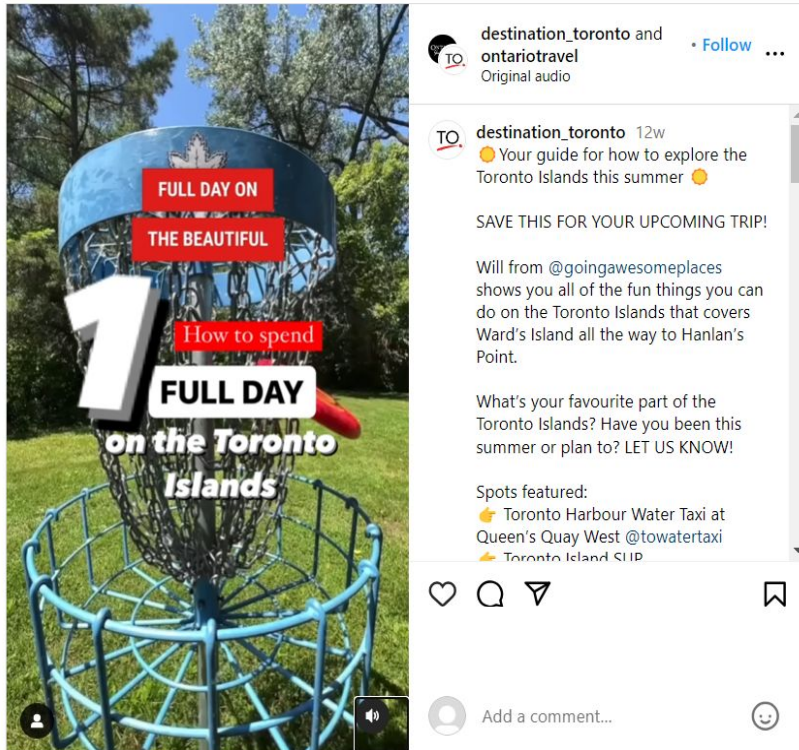 FULL DAY ON
THE BEAUTIFUL
1
How to spend
FULL DAY
on the Toronto
Islands
TO.
destination_toronto and
ontariotravel
Original audio
• Follow
TO.
destination_toronto 12w
☀️Your guide for how to explore the
Toronto Islands this summer ☀️
SAVE THIS FOR YOUR UPCOMING TRIP!
Will from @goingawesomeplaces
shows you all of the fun things you can
do on the Toronto Islands that covers
Ward's Island all the way to Hanlan's
Point.
What's your favourite part of the
Toronto Islands? Have you been this
summer or plan to? LET US KNOW!
Spots featured:
👉 Toronto Harbour Water Taxi at
Queen's Quay West @towatertaxi
👉 Toronto Island SUP
Add a comment...